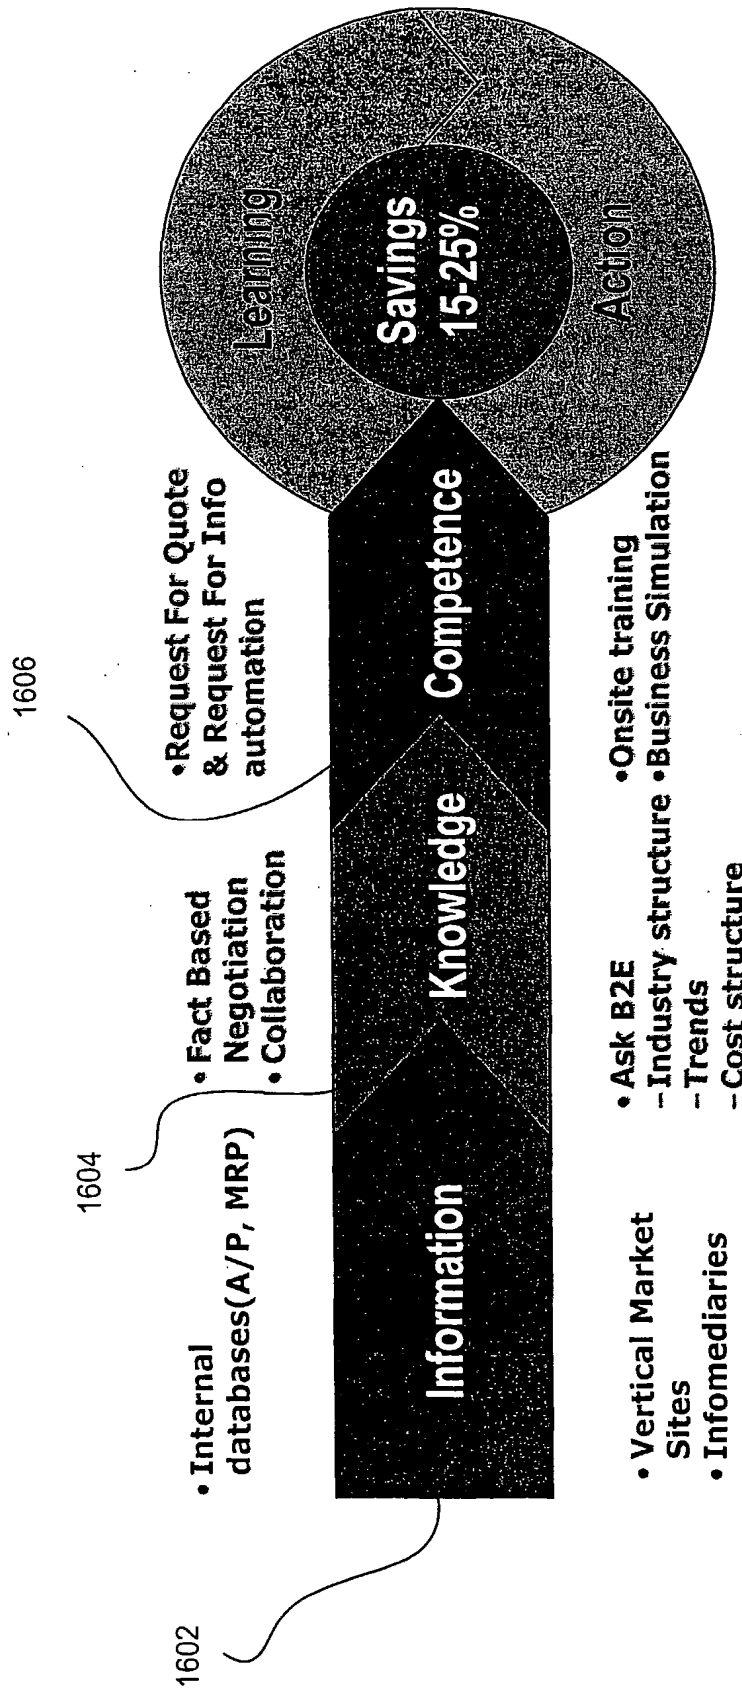 1602
1604
1606
• Internal
databases(A/P, MRP)
• Fact Based
Negotiation
• Collaboration
•Request For Quote
& Request For Info
automation
Information
Knowledge
Competence
Learning
Savings
15-25%
Action
• Vertical Market
Sites
• Infomediaries
• Ask B2E
–Industry structure
–Trends
–Cost structure
•Onsite training
•Business Simulation